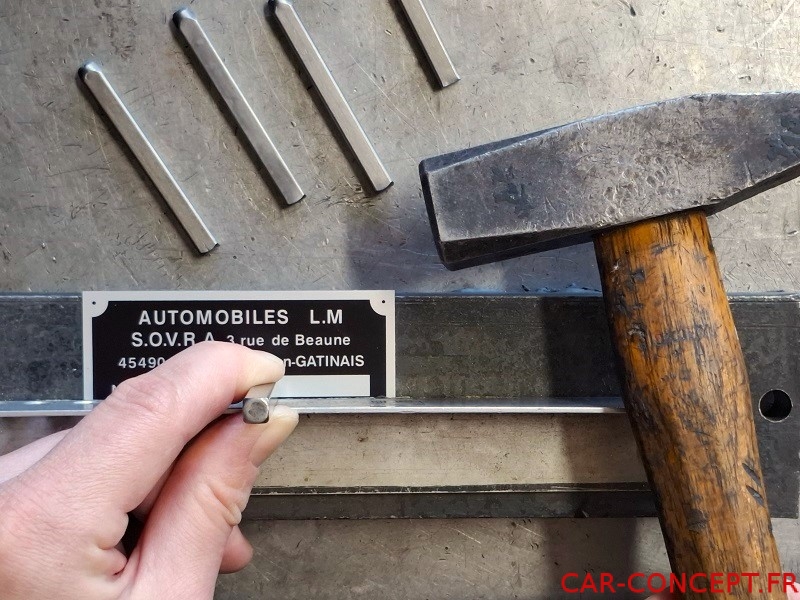 AUTOMOBILES L.M
S.O.V.R.A 3 rue de Beaune
45490 n-GATINAIS
CAR-CONCEPT.FR